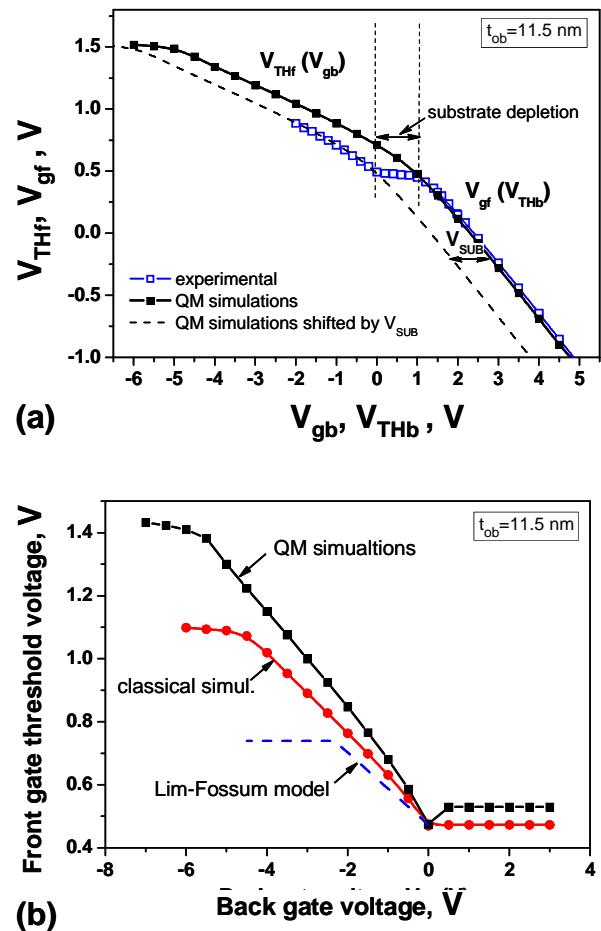 t_ob=11.5 nm
V_THf (V_gb)
substrate depletion
V_gf (V_THb)
V_SUB
experimental
QM simulations
QM simulations shifted by V_SUB
V_THf, V_gf , V
1.5
1.0
0.5
0.0
-0.5
-1.0
-6 -5 -4 -3 -2 -1 0 1 2 3 4 5
V_gb, V_THb , V
(a)
t_ob=11.5 nm
QM simualtions
classical simul.
Lim-Fossum model
Front gate threshold voltage, V
1.4
1.2
1.0
0.8
0.6
0.4
-8 -6 -4 -2 0 2 4
Back gate voltage, V
(b)